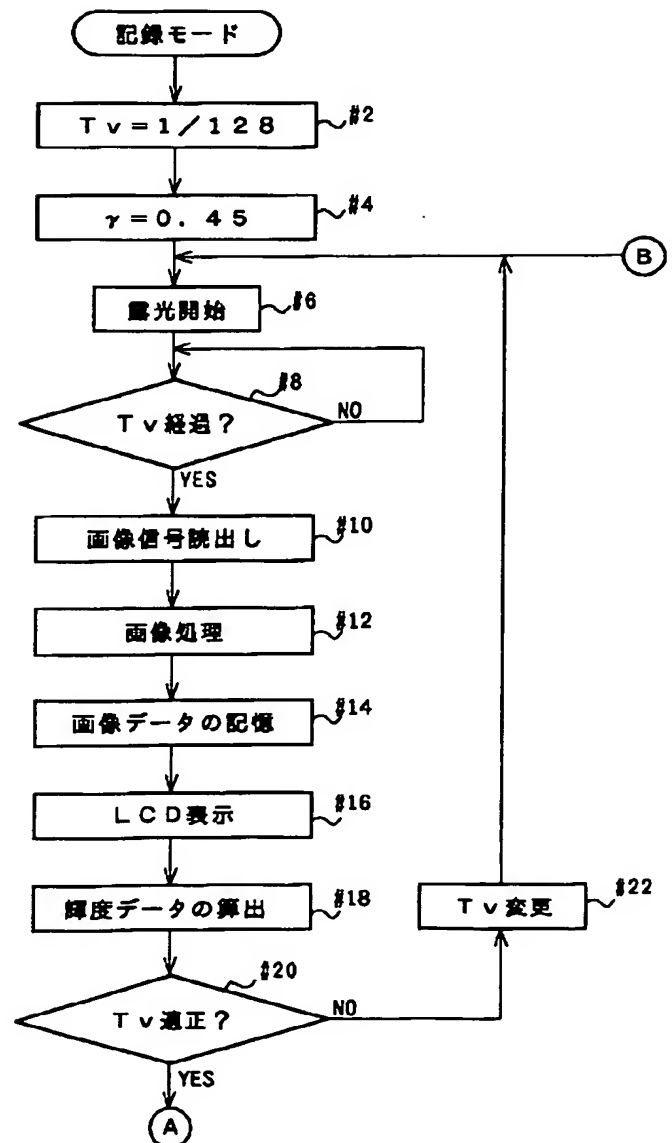 記録モード
Tv=1/128
#2
γ=0.45
#4
B
露光開始
#6
#8
Tv経過?
NO
YES
画像信号読出し
#10
画像処理
#12
画像データの記憶
#14
LCD表示
#16
輝度データの算出
#18
Tv変更
#22
#20
Tv適正?
NO
YES
A